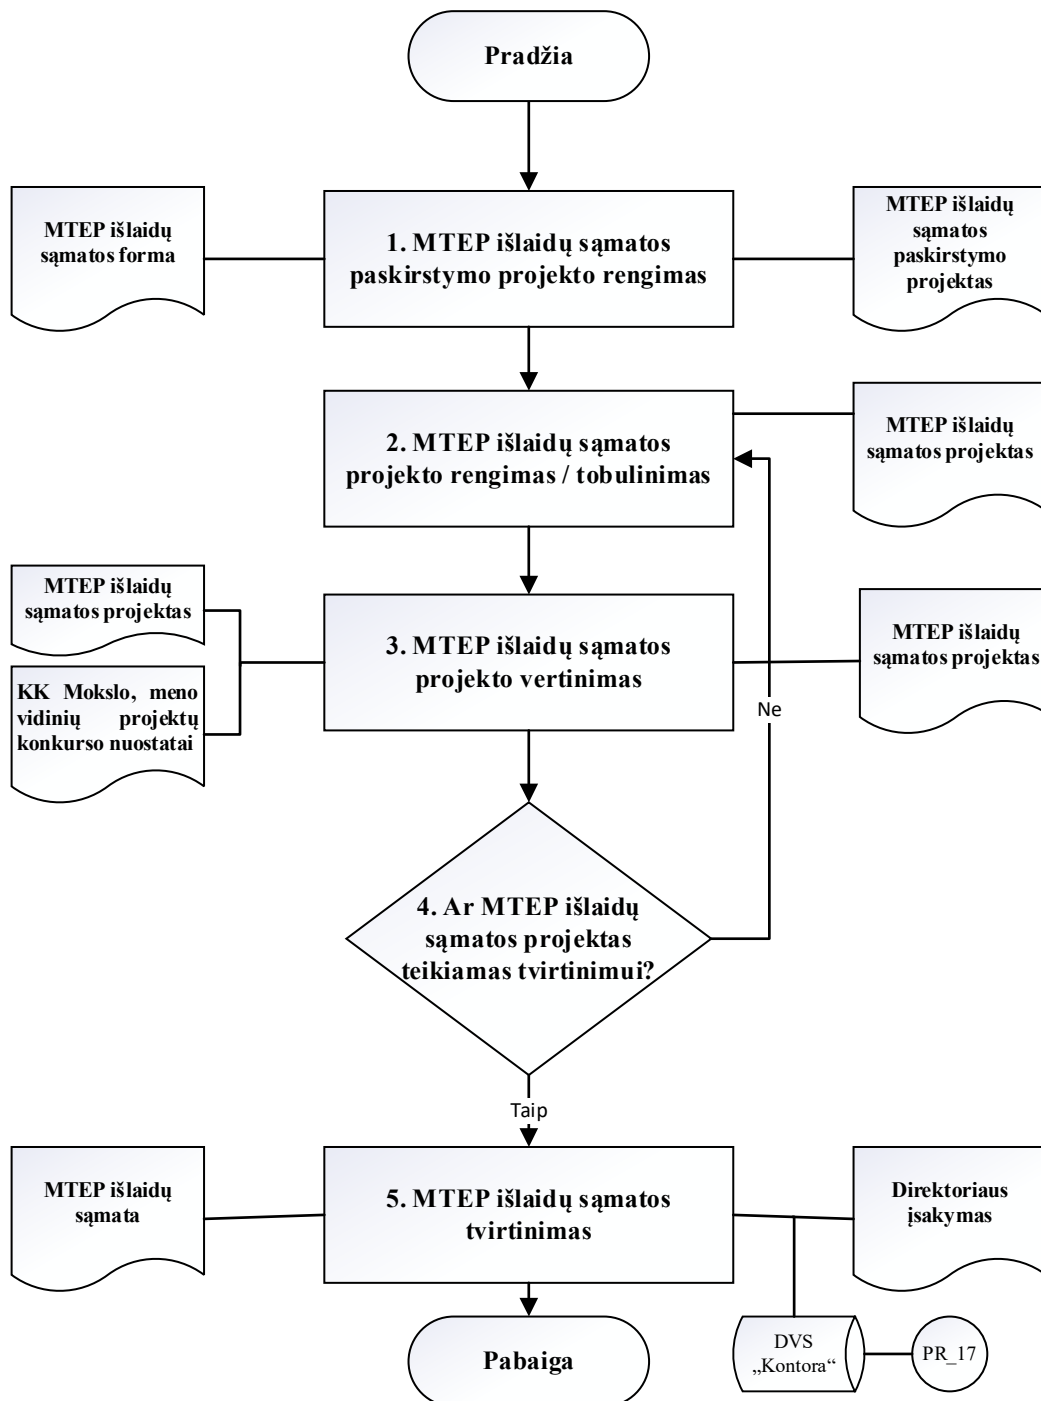 Pradžia
MTEP išlaidų
sąmatos forma
1. MTEP išlaidų sąmatos
paskirstymo projekto rengimas
MTEP išlaidų
sąmatos
paskirstymo
projektas
2. MTEP išlaidų sąmatos
projekto rengimas / tobulinimas
MTEP išlaidų
sąmatos projektas
MTEP išlaidų
sąmatos projektas
KK Mokslo, meno
vidinių projektų
konkurso nuostatai
3. MTEP išlaidų sąmatos
projekto vertinimas
MTEP išlaidų
sąmatos projektas
Ne
4. Ar MTEP išlaidų
sąmatos projektas
teikiamas tvirtinimui?
Taip
MTEP išlaidų
sąmata
5. MTEP išlaidų sąmatos
tvirtinimas
Direktoriaus
įsakymas
Pabaiga
DVS
„Kontora“
PR_17